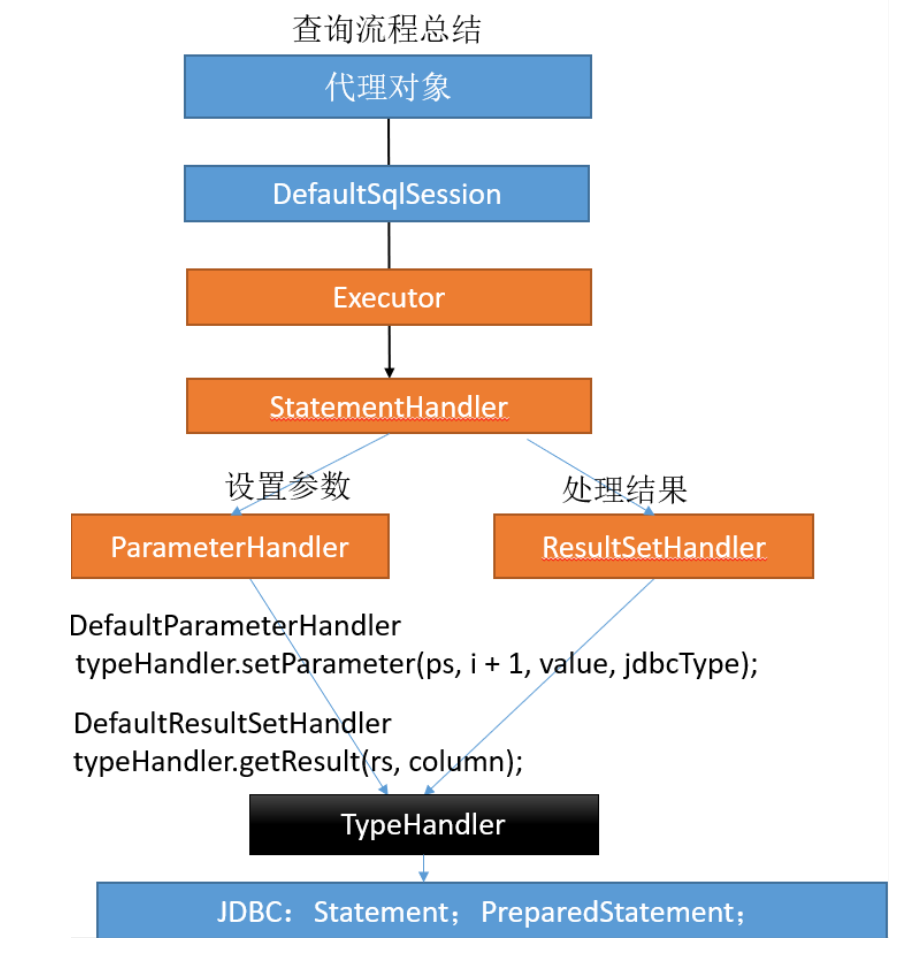 查询流程总结
代理对象
DefaultSqlSession
Executor
StatementHandler
设置参数
处理结果
ParameterHandler
ResultSetHandler
DefaultParameterHandler
typeHandler.setParameter(ps, i + 1, value, jdbcType);
DefaultResultSetHandler
typeHandler.getResult(rs, column);
TypeHandler
JDBC：Statement；PreparedStatement；